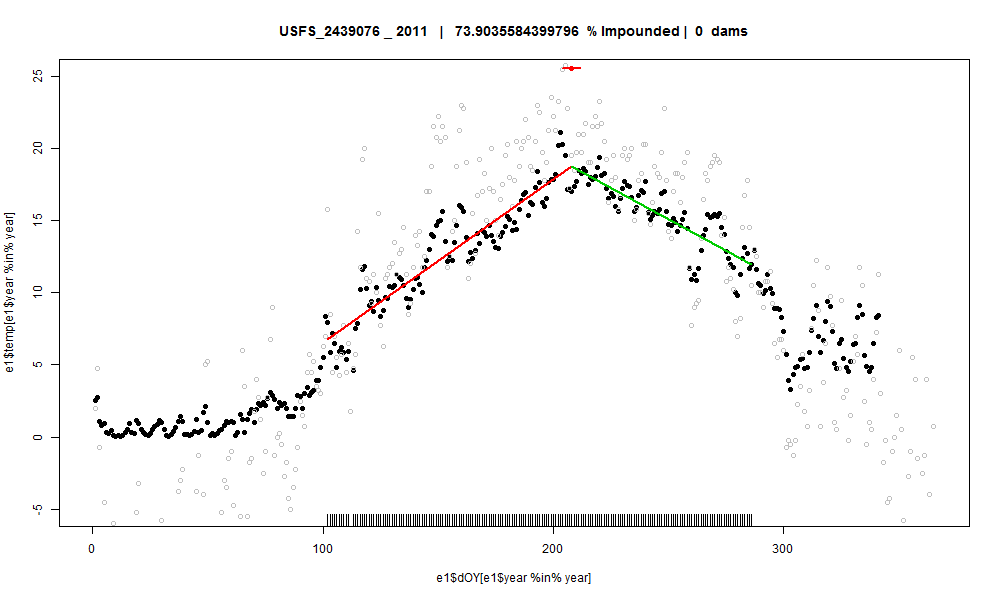 USFS_2439076 _ 2011 | 73.9035584399796 % Impounded | 0 dams
e1$temp[e1$year %in% year]
25
20
15
10
5
0
-5
0 100 200 300
e1$dOY[e1$year %in% year]